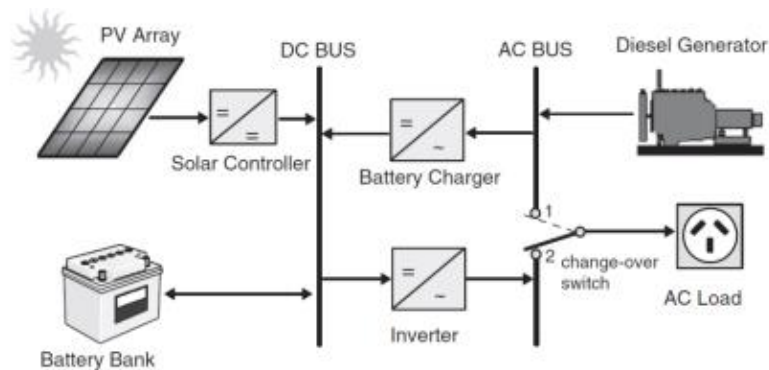 PV Array
DC BUS
AC BUS
Diesel Generator
Solar Controller
Battery Charger
1
2
change-over
switch
AC Load
Inverter
Battery Bank